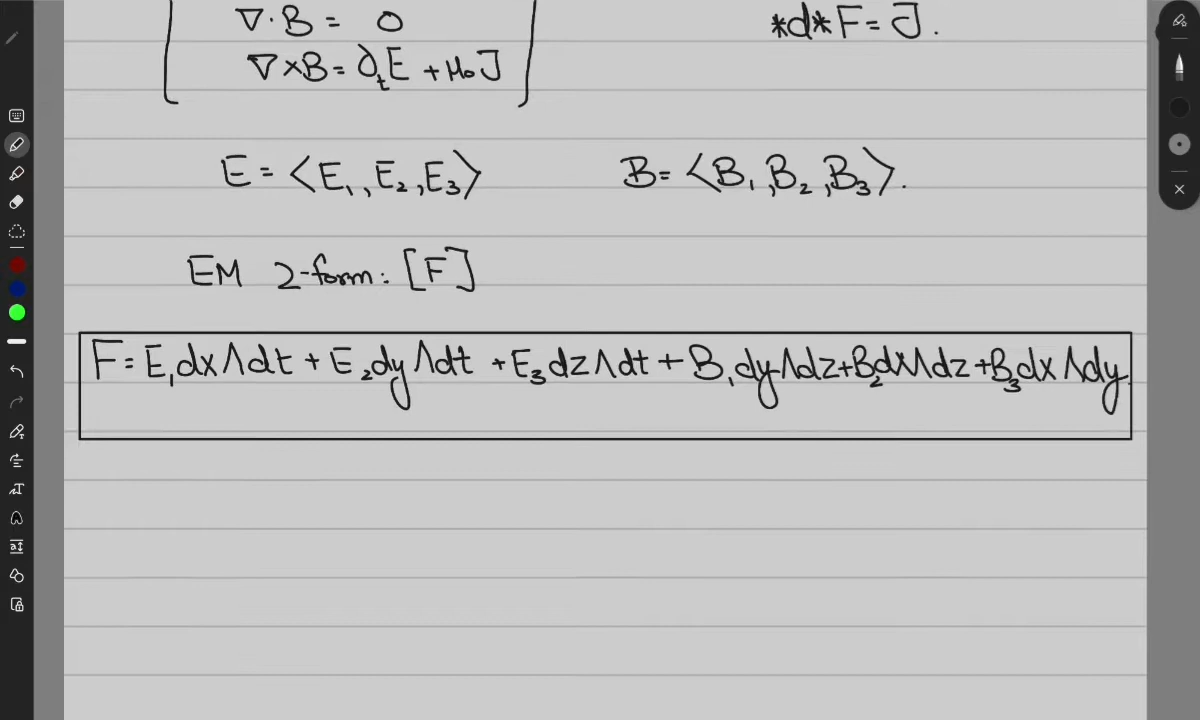 ∇·B = 0
*d*F = J.
∇×B = ∂ₜE + μ₀J
E = ⟨E₁, E₂, E₃⟩ B = ⟨B₁, B₂, B₃⟩.
EM 2-form: [F]
F = E₁dx∧dt + E₂dy∧dt + E₃dz∧dt + B₁dy∧dz + B₂dx∧dz + B₃dx∧dy.